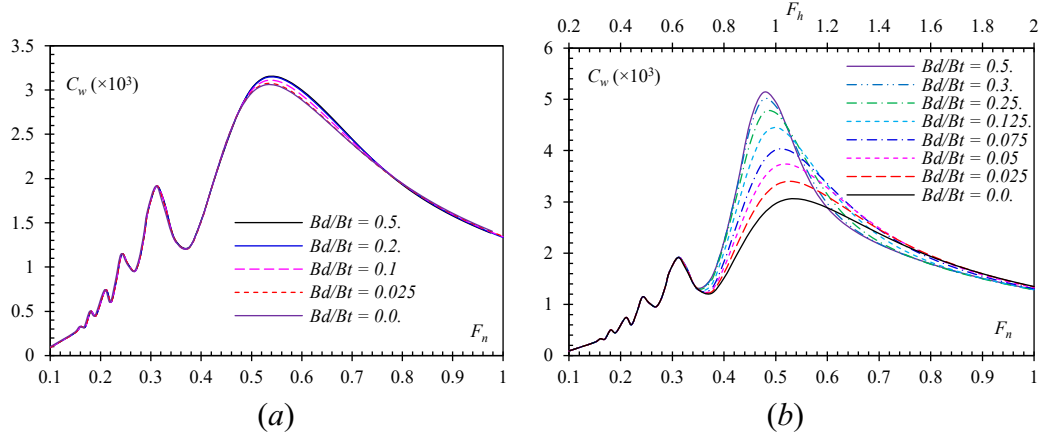 F_h
0.2 0.4 0.6 0.8 1 1.2 1.4 1.6 1.8 2
3.5
3
2.5
2
1.5
1
0.5
0
C_w (×10³)
Bd/Bt = 0.5.
Bd/Bt = 0.2.
Bd/Bt = 0.1
Bd/Bt = 0.025
Bd/Bt = 0.0.
F_n
0.1 0.2 0.3 0.4 0.5 0.6 0.7 0.8 0.9 1
(a)
6
5
4
3
2
1
0
C_w (×10³)
Bd/Bt = 0.5.
Bd/Bt = 0.3.
Bd/Bt = 0.25.
Bd/Bt = 0.125.
Bd/Bt = 0.075
Bd/Bt = 0.05
Bd/Bt = 0.025
Bd/Bt = 0.0.
F_n
0.1 0.2 0.3 0.4 0.5 0.6 0.7 0.8 0.9 1
(b)